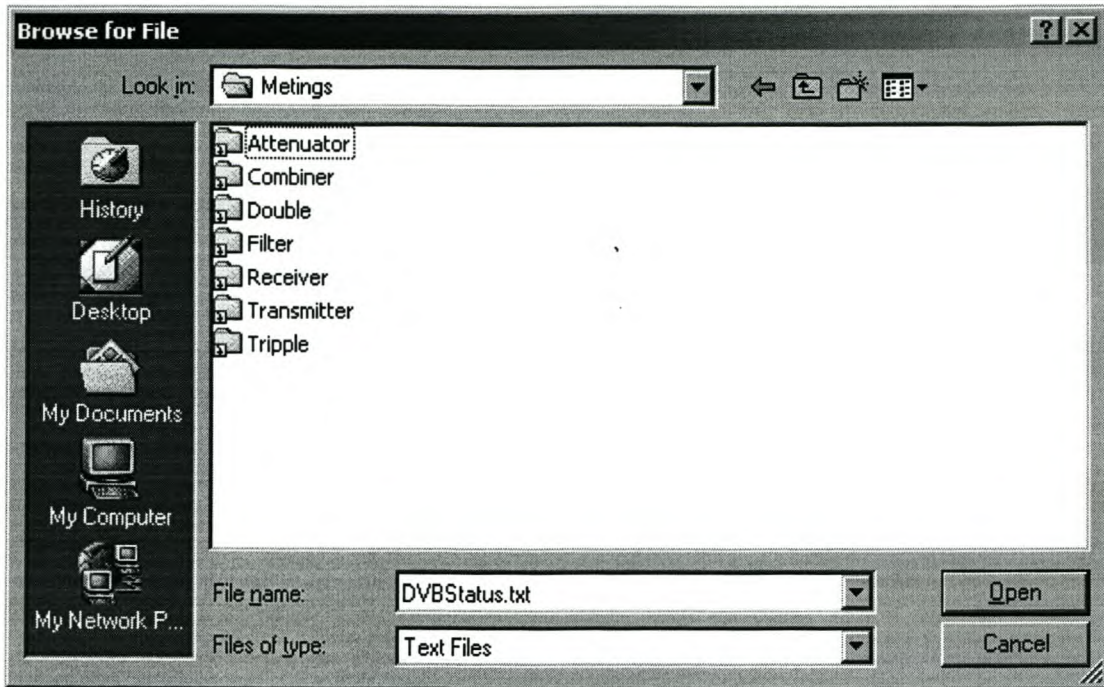 Browse for File
Look in: Metings
History
Desktop
My Documents
My Computer
My Network P...
Attenuator
Combiner
Double
Filter
Receiver
Transmitter
Tripple
File name: DVBStatus.txt Open
Files of type: Text Files Cancel